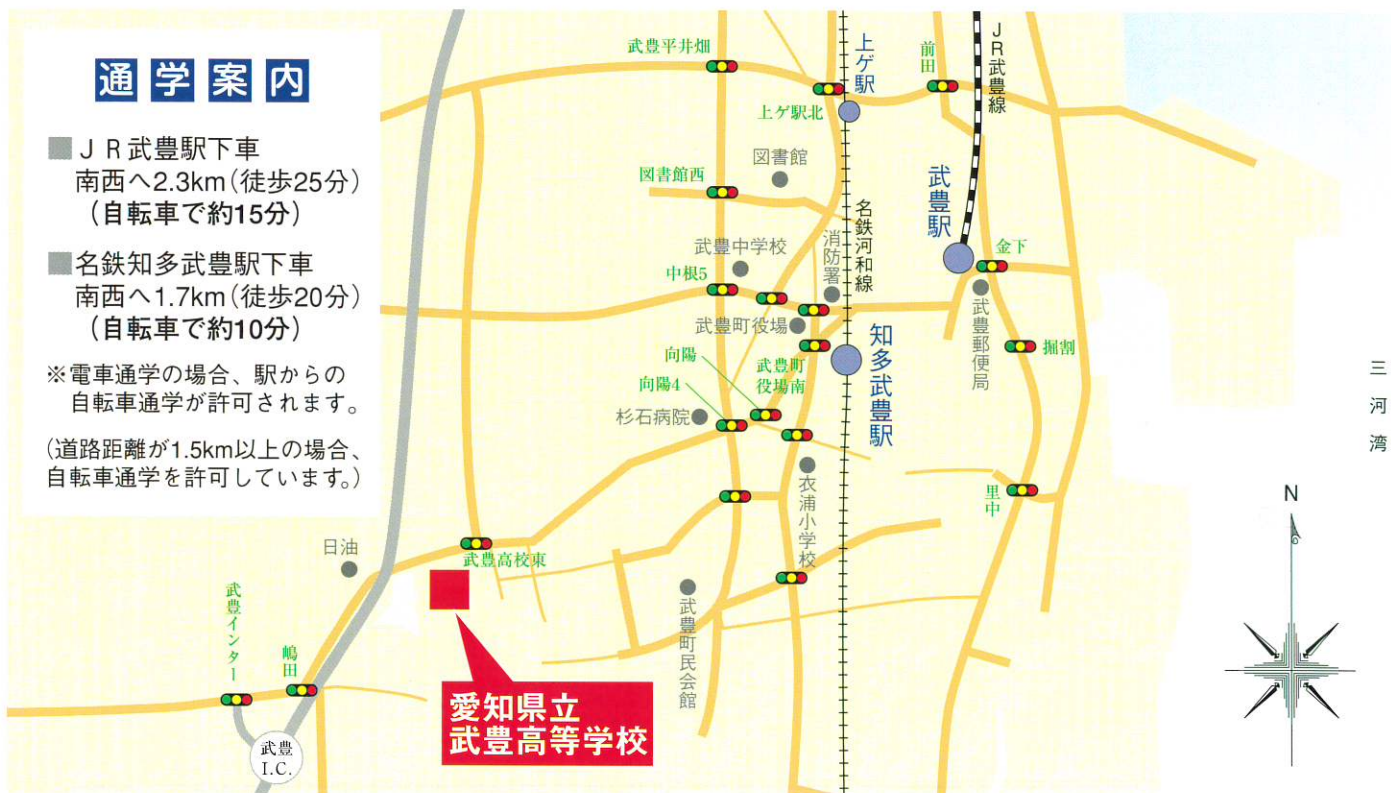 通学案内
■JR武豊駅下車
南西へ2.3km(徒歩25分)
(自転車で約15分)
■名鉄知多武豊駅下車
南西へ1.7km(徒歩20分)
(自転車で約10分)
※電車通学の場合、駅からの
自転車通学が許可されます。
(道路距離が1.5km以上の場合、
自転車通学を許可しています。)
武豊平井畑
上ゲ駅
前田
JR武豊線
上ゲ駅北
図書館
図書館西
武豊駅
名鉄河和線
消防署
武豊中学校
金下
中根5
武豊町役場
武豊郵便局
掘割
向陽
武豊町
役場南
知多武豊駅
向陽4
杉石病院
三河湾
衣浦小学校
里中
N
日油
武豊高校東
武豊インター
嶋田
武豊町民会館
愛知県立
武豊高等学校
武豊
I.C.